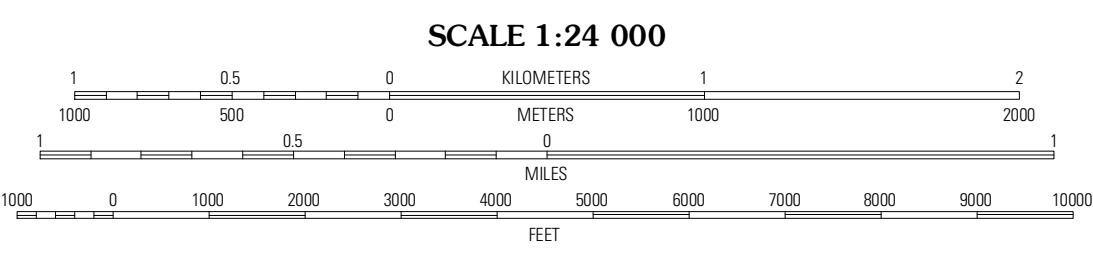 SCALE 1:24 000
1 0.5 0 KILOMETERS 1 2
1000 500 0 METERS 1000 2000
1 0.5 0 1
MILES
1000 0 1000 2000 3000 4000 5000 6000 7000 8000 9000 10000
FEET